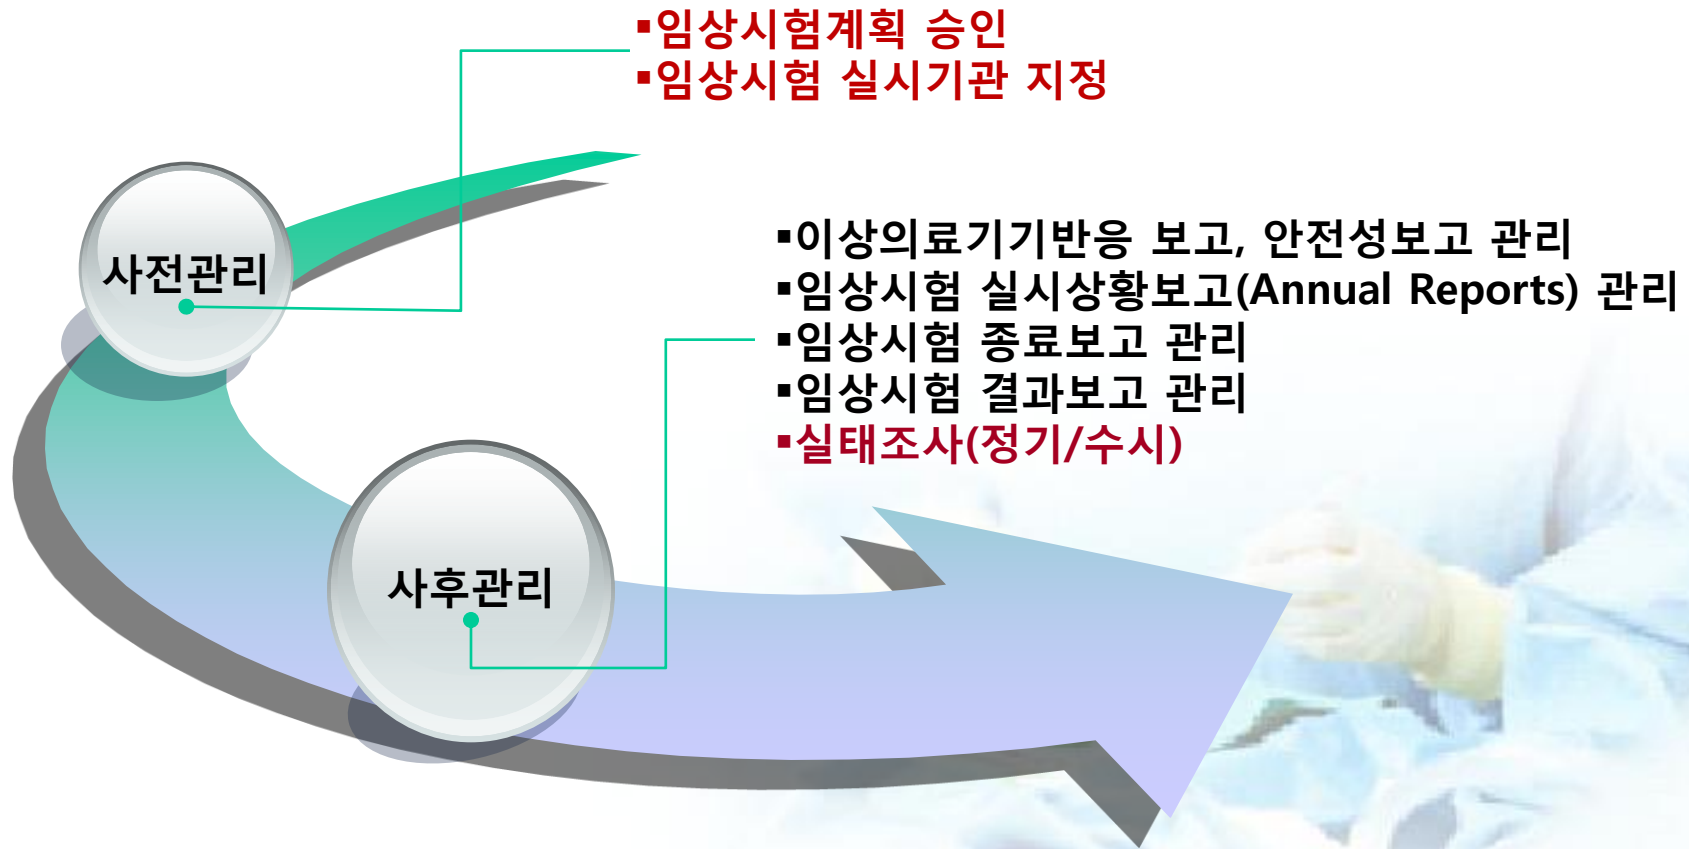 ▪임상시험계획 승인
▪임상시험 실시기관 지정
사전관리
▪이상의료기기반응 보고, 안전성보고 관리
▪임상시험 실시상황보고(Annual Reports) 관리
▪임상시험 종료보고 관리
▪임상시험 결과보고 관리
▪실태조사(정기/수시)
사후관리